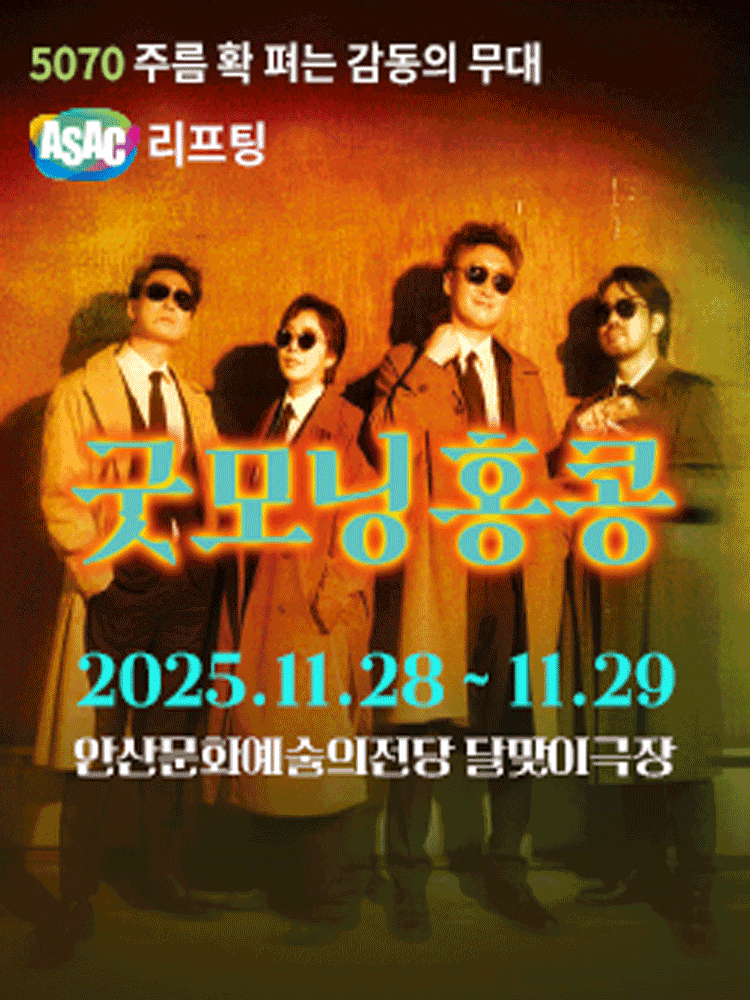 5070 주름 확 펴는 감동의 무대
ASAC 리프팅
굿모닝 홍콩
2025.11.28 ~ 11.29
안산문화예술의전당 달맞이극장